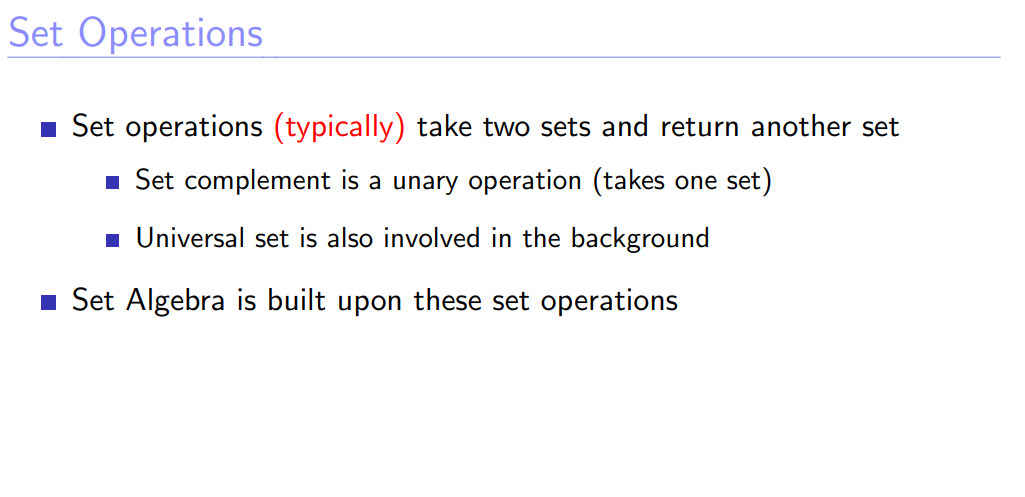 Set Operations
Set operations (typically) take two sets and return another set
Set complement is a unary operation (takes one set)
Universal set is also involved in the background
Set Algebra is built upon these set operations